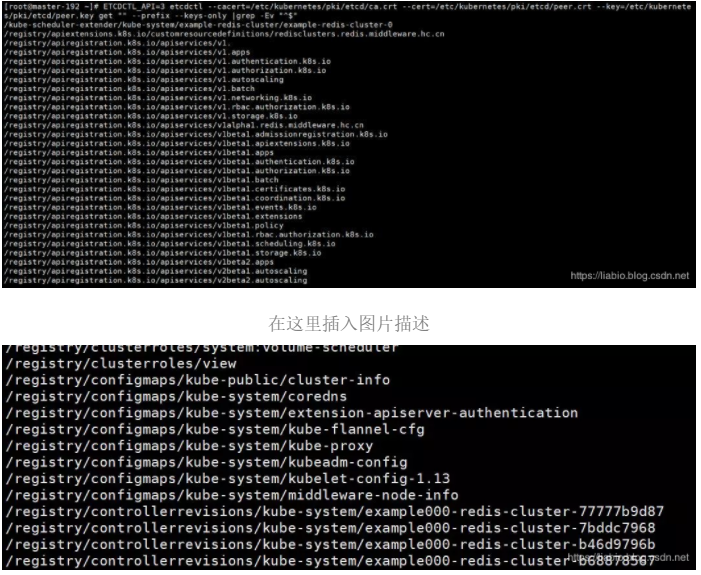 [root@master-192 ~]# ETCDCTL_API=3 etcdctl --cacert=/etc/kubernetes/pki/etcd/ca.crt --cert=/etc/kubernetes/pki/etcd/peer.crt --key=/etc/kubernete
s/pki/etcd/peer.key get "" --prefix --keys-only |grep -Ev "^$"
/kube-scheduler-extender/kube-system/example-redis-cluster/example-redis-cluster-0
/registry/apiextensions.k8s.io/customresourcedefinitions/redisclusters.redis.middleware.hc.cn
/registry/apiregistration.k8s.io/apiservices/v1.
/registry/apiregistration.k8s.io/apiservices/v1.apps
/registry/apiregistration.k8s.io/apiservices/v1.authentication.k8s.io
/registry/apiregistration.k8s.io/apiservices/v1.authorization.k8s.io
/registry/apiregistration.k8s.io/apiservices/v1.autoscaling
/registry/apiregistration.k8s.io/apiservices/v1.batch
/registry/apiregistration.k8s.io/apiservices/v1.networking.k8s.io
/registry/apiregistration.k8s.io/apiservices/v1.rbac.authorization.k8s.io
/registry/apiregistration.k8s.io/apiservices/v1.storage.k8s.io
/registry/apiregistration.k8s.io/apiservices/v1alpha1.redis.middleware.hc.cn
/registry/apiregistration.k8s.io/apiservices/v1beta1.admissionregistration.k8s.io
/registry/apiregistration.k8s.io/apiservices/v1beta1.apiextensions.k8s.io
/registry/apiregistration.k8s.io/apiservices/v1beta1.apps
/registry/apiregistration.k8s.io/apiservices/v1beta1.authentication.k8s.io
/registry/apiregistration.k8s.io/apiservices/v1beta1.authorization.k8s.io
/registry/apiregistration.k8s.io/apiservices/v1beta1.batch
/registry/apiregistration.k8s.io/apiservices/v1beta1.certificates.k8s.io
/registry/apiregistration.k8s.io/apiservices/v1beta1.coordination.k8s.io
/registry/apiregistration.k8s.io/apiservices/v1beta1.events.k8s.io
/registry/apiregistration.k8s.io/apiservices/v1beta1.extensions
/registry/apiregistration.k8s.io/apiservices/v1beta1.policy
/registry/apiregistration.k8s.io/apiservices/v1beta1.rbac.authorization.k8s.io
/registry/apiregistration.k8s.io/apiservices/v1beta1.scheduling.k8s.io
/registry/apiregistration.k8s.io/apiservices/v1beta1.storage.k8s.io
/registry/apiregistration.k8s.io/apiservices/v1beta2.apps
/registry/apiregistration.k8s.io/apiservices/v2beta1.autoscaling
/registry/apiregistration.k8s.io/apiservices/v2beta2.autoscaling
https://liabio.blog.csdn.net
在这里插入图片描述
/registry/clusterroles/system:volume-scheduler
/registry/clusterroles/view
/registry/configmaps/kube-public/cluster-info
/registry/configmaps/kube-system/coredns
/registry/configmaps/kube-system/extension-apiserver-authentication
/registry/configmaps/kube-system/kube-flannel-cfg
/registry/configmaps/kube-system/kube-proxy
/registry/configmaps/kube-system/kubeadm-config
/registry/configmaps/kube-system/kubelet-config-1.13
/registry/configmaps/kube-system/middleware-node-info
/registry/controllerrevisions/kube-system/example000-redis-cluster-77777b9d87
/registry/controllerrevisions/kube-system/example000-redis-cluster-7bddc7968
/registry/controllerrevisions/kube-system/example000-redis-cluster-b46d9796b
/registry/controllerrevisions/kube-system/example000-redis-cluster-b68878567
https://liabio.blog.csdn.net